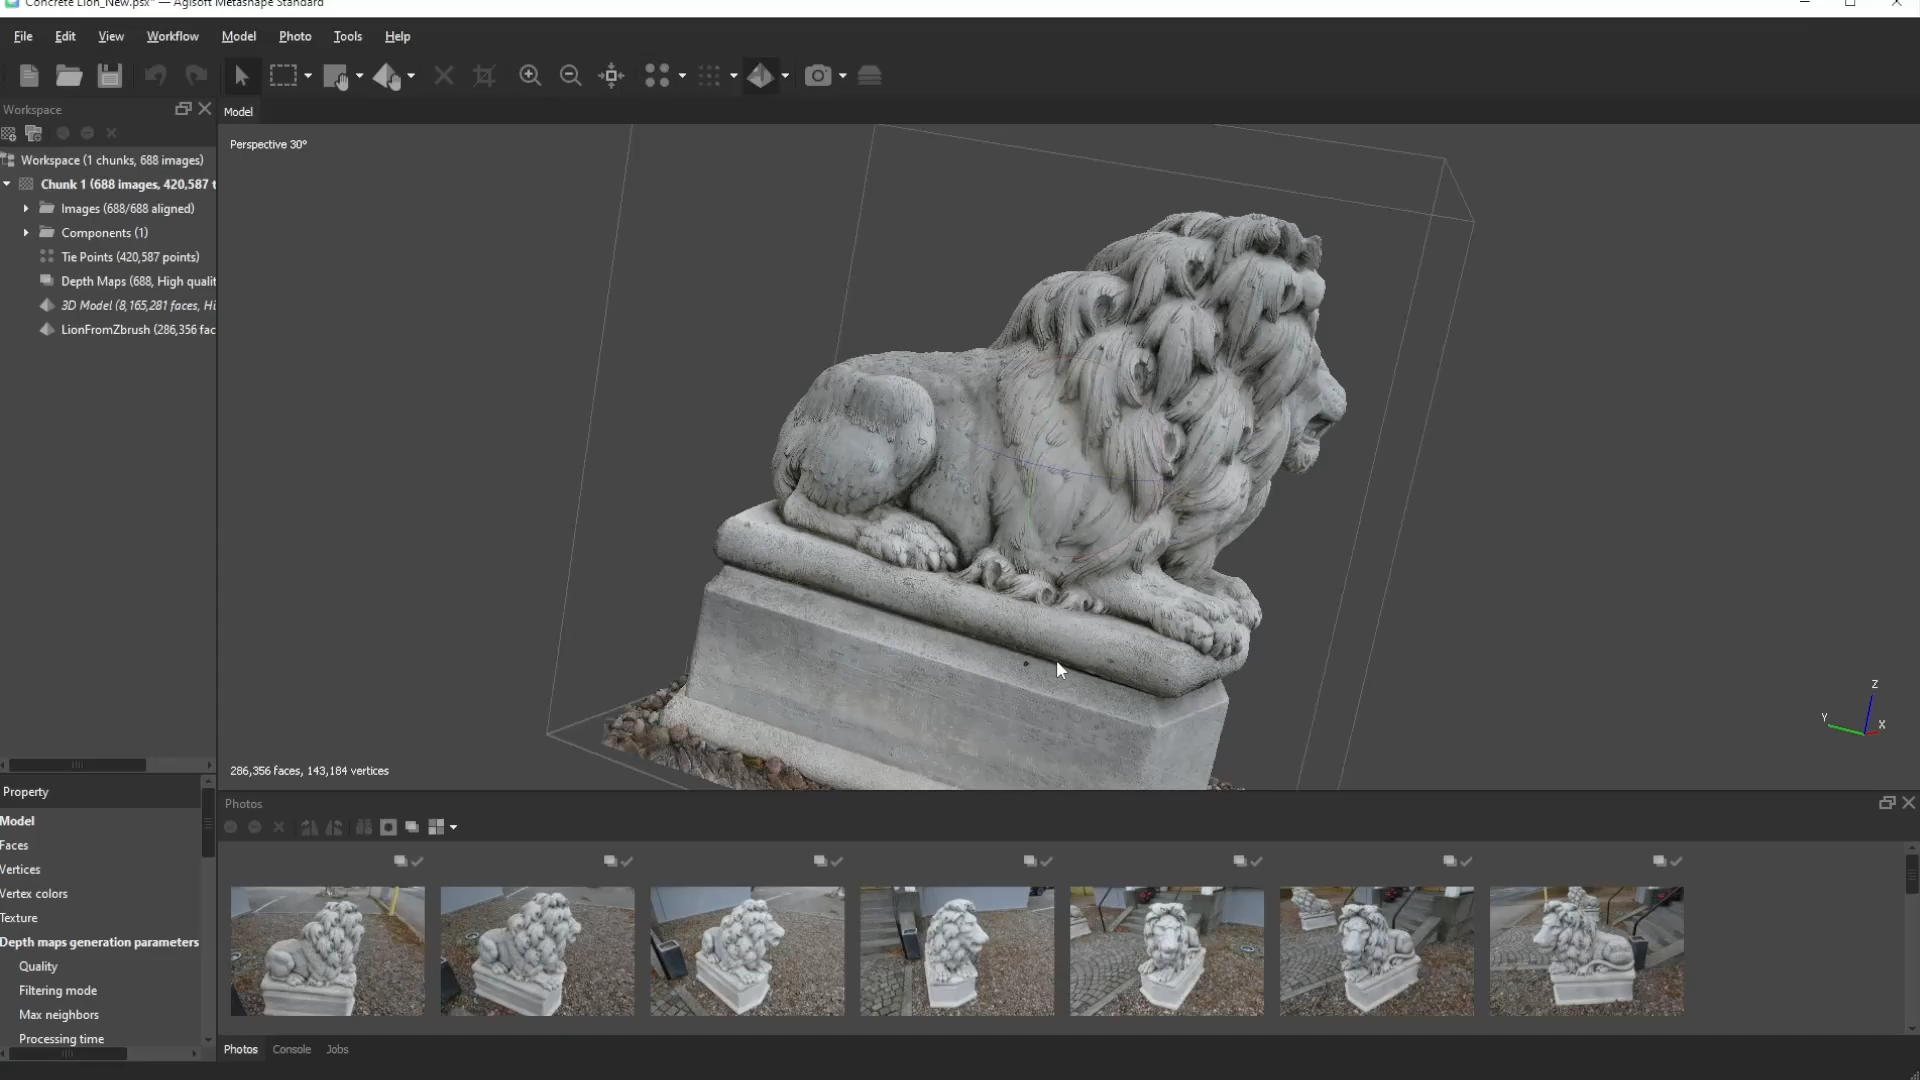 Concrete Lion_New.psx* — Agisoft Metashape Standard
File Edit View Workflow Model Photo Tools Help
Workspace
Model
Perspective 30°
Workspace (1 chunks, 688 images)
Chunk 1 (688 images, 420,587 t
Images (688/688 aligned)
Components (1)
Tie Points (420,587 points)
Depth Maps (688, High qualit
3D Model (8,165,281 faces, Hi
LionFromZbrush (286,356 fac
Z
Y
X
286,356 faces, 143,184 vertices
Property
Model
Faces
Vertices
Vertex colors
Texture
Depth maps generation parameters
Quality
Filtering mode
Max neighbors
Processing time
Photos
Photos Console Jobs